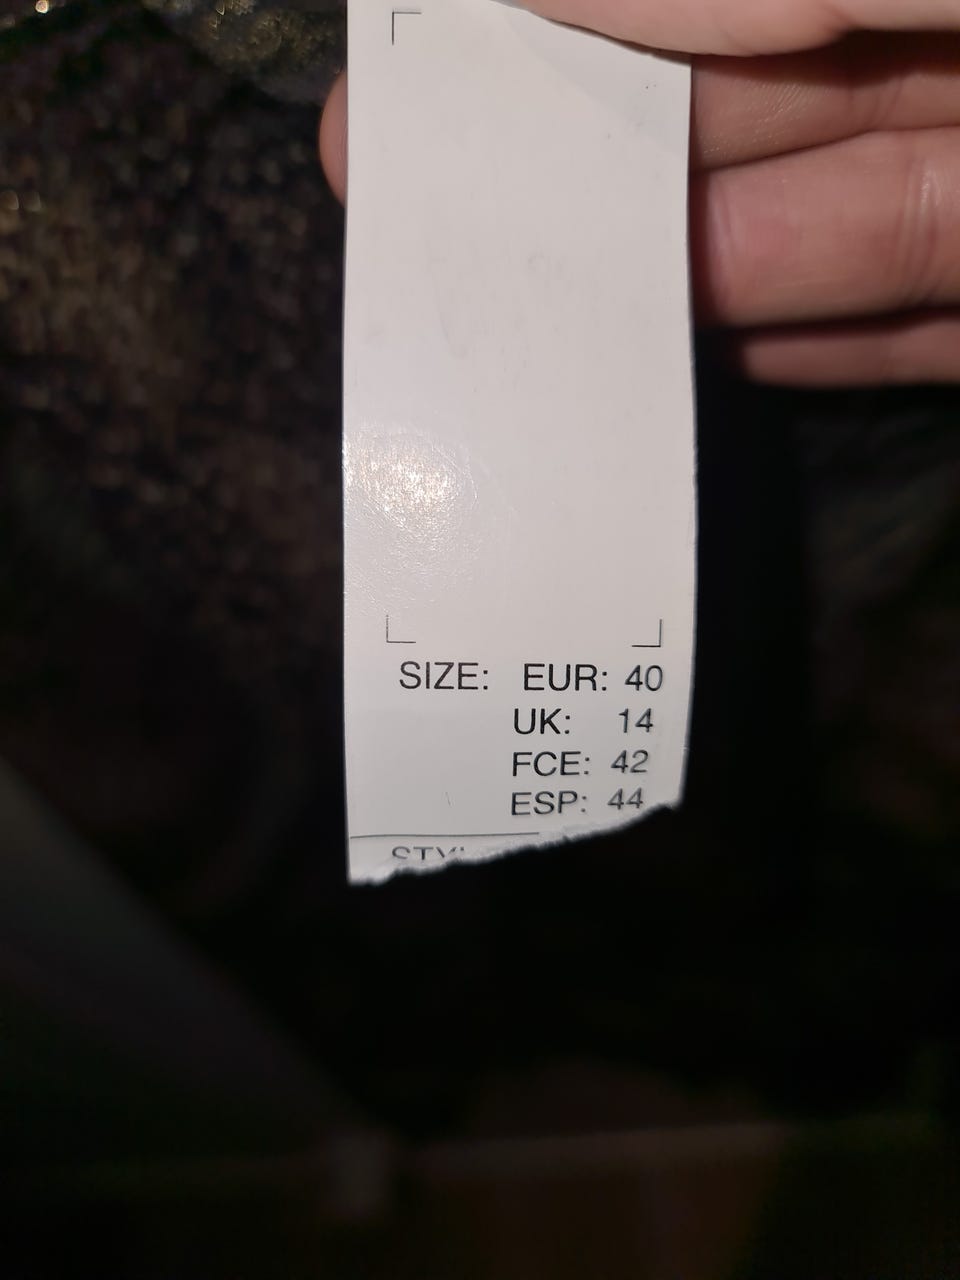 SIZE: EUR: 40
UK: 14
FCE: 42
ESP: 44